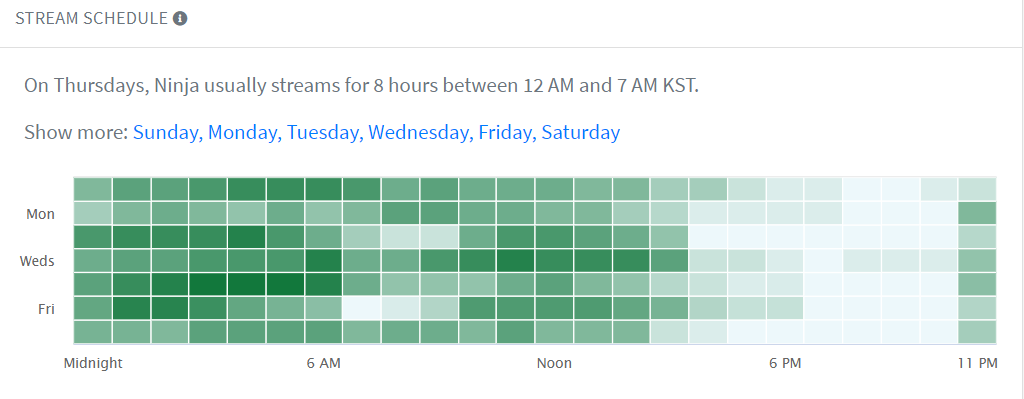 STREAM SCHEDULE
On Thursdays, Ninja usually streams for 8 hours between 12 AM and 7 AM KST.
Show more: Sunday, Monday, Tuesday, Wednesday, Friday, Saturday
Mon
Weds
Fri
Midnight 6 AM Noon 6 PM 11 PM